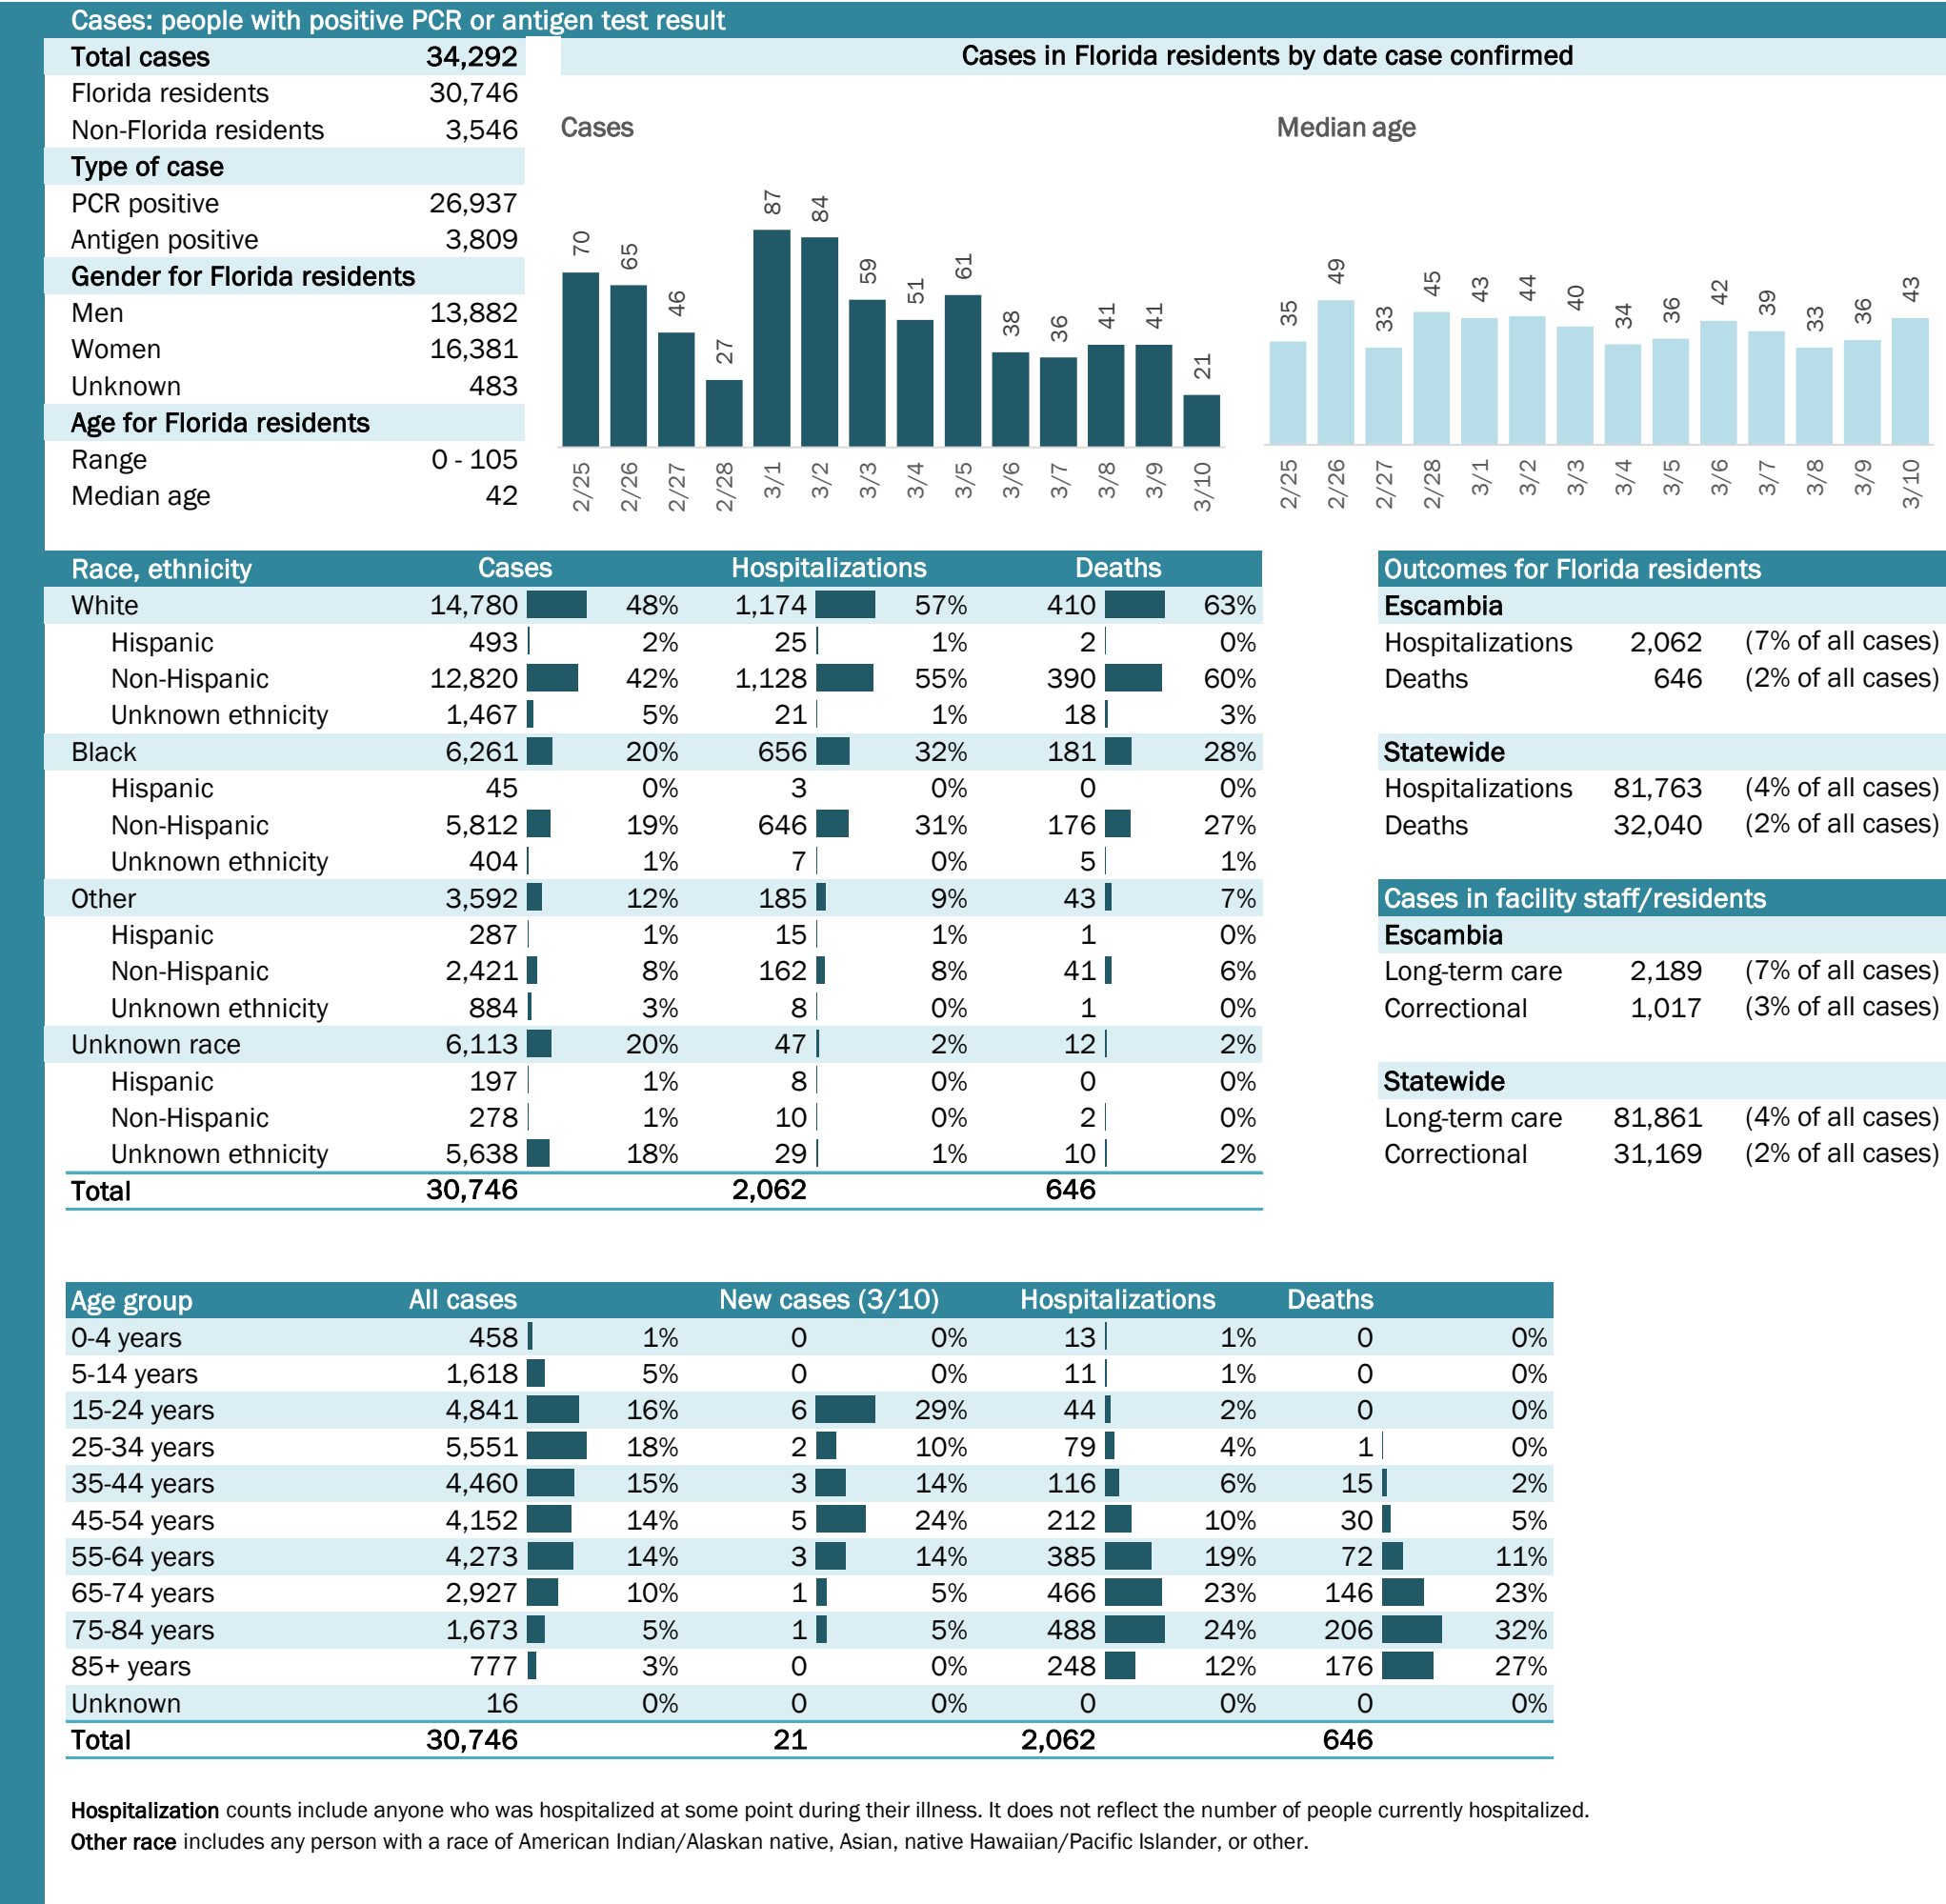 Cases: people with positive PCR or antigen test result
Total cases 34,292
Florida residents 30,746
Non-Florida residents 3,546
Type of case
PCR positive 26,937
Antigen positive 3,809
Gender for Florida residents
Men 13,882
Women 16,381
Unknown 483
Age for Florida residents
Range 0 - 105
Median age 42
Cases in Florida residents by date case confirmed
Cases
70 65 46 27 87 84 59 51 61 38 36 41 41 21
2/25 2/26 2/27 2/28 3/1 3/2 3/3 3/4 3/5 3/6 3/7 3/8 3/9 3/10
Median age
35 49 33 45 43 44 40 34 36 42 39 33 36 43
2/25 2/26 2/27 2/28 3/1 3/2 3/3 3/4 3/5 3/6 3/7 3/8 3/9 3/10
Race, ethnicity Cases Hospitalizations Deaths
White 14,780 48% 1,174 57% 410 63%
Hispanic 493 2% 25 1% 2 0%
Non-Hispanic 12,820 42% 1,128 55% 390 60%
Unknown ethnicity 1,467 5% 21 1% 18 3%
Black 6,261 20% 656 32% 181 28%
Hispanic 45 0% 3 0% 0 0%
Non-Hispanic 5,812 19% 646 31% 176 27%
Unknown ethnicity 404 1% 7 0% 5 1%
Other 3,592 12% 185 9% 43 7%
Hispanic 287 1% 15 1% 1 0%
Non-Hispanic 2,421 8% 162 8% 41 6%
Unknown ethnicity 884 3% 8 0% 1 0%
Unknown race 6,113 20% 47 2% 12 2%
Hispanic 197 1% 8 0% 0 0%
Non-Hispanic 278 1% 10 0% 2 0%
Unknown ethnicity 5,638 18% 29 1% 10 2%
Total 30,746 2,062 646
Outcomes for Florida residents
Escambia
Hospitalizations 2,062 (7% of all cases)
Deaths 646 (2% of all cases)
Statewide
Hospitalizations 81,763 (4% of all cases)
Deaths 32,040 (2% of all cases)
Cases in facility staff/residents
Escambia
Long-term care 2,189 (7% of all cases)
Correctional 1,017 (3% of all cases)
Statewide
Long-term care 81,861 (4% of all cases)
Correctional 31,169 (2% of all cases)
Age group All cases New cases (3/10) Hospitalizations Deaths
0-4 years 458 1% 0 0% 13 1% 0 0%
5-14 years 1,618 5% 0 0% 11 1% 0 0%
15-24 years 4,841 16% 6 29% 44 2% 0 0%
25-34 years 5,551 18% 2 10% 79 4% 1 0%
35-44 years 4,460 15% 3 14% 116 6% 15 2%
45-54 years 4,152 14% 5 24% 212 10% 30 5%
55-64 years 4,273 14% 3 14% 385 19% 72 11%
65-74 years 2,927 10% 1 5% 466 23% 146 23%
75-84 years 1,673 5% 1 5% 488 24% 206 32%
85+ years 777 3% 0 0% 248 12% 176 27%
Unknown 16 0% 0 0% 0 0% 0 0%
Total 30,746 21 2,062 646
Hospitalization counts include anyone who was hospitalized at some point during their illness. It does not reflect the number of people currently hospitalized.
Other race includes any person with a race of American Indian/Alaskan native, Asian, native Hawaiian/Pacific Islander, or other.